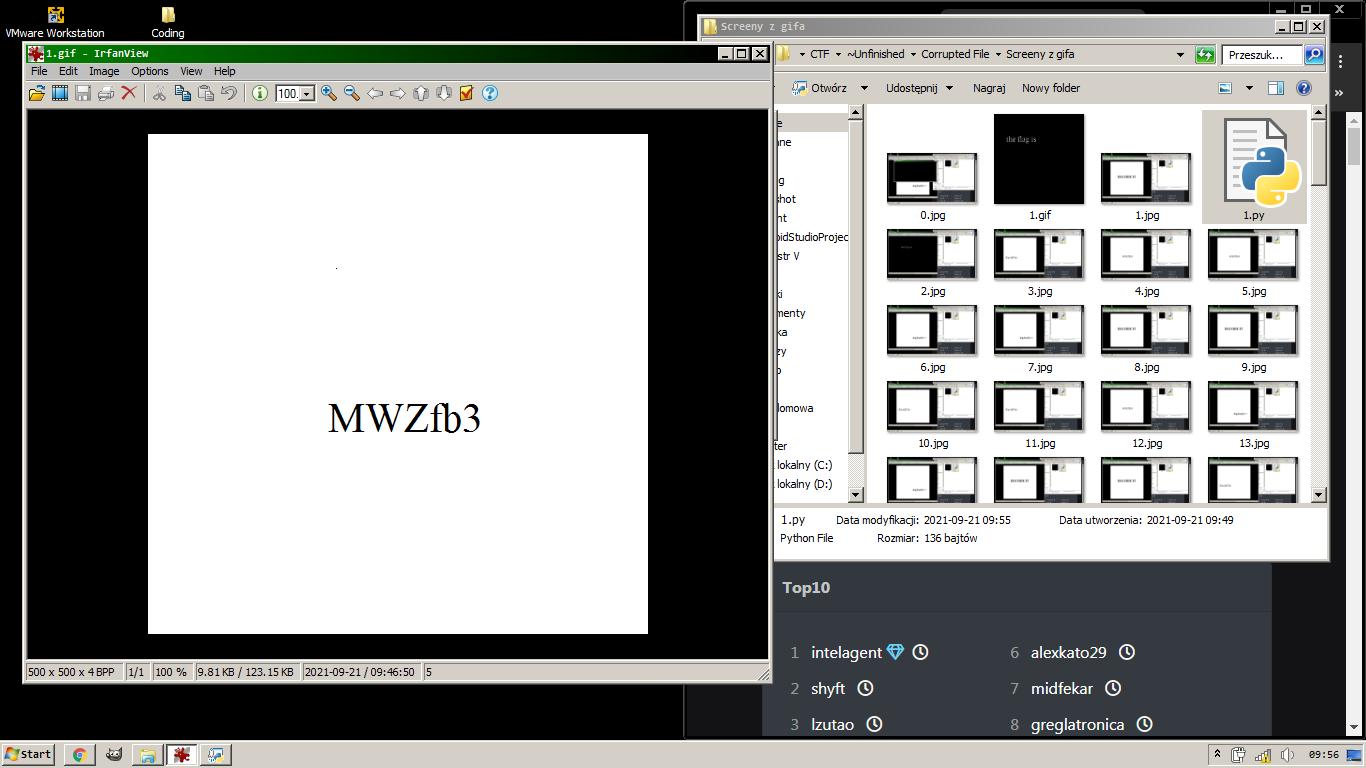 VMware Workstation
Coding
1.gif - IrfanView
File Edit Image Options View Help
100.
MWZfb3
500 x 500 x 4 BPP 1/1 100 % 9.81 KB / 123.15 KB 2021-09-21 / 09:46:50 5
Screeny z gifa
CTF ~Unfinished Corrupted File Screeny z gifa
Przeszuk...
Otwórz Udostępnij Nagraj Nowy folder
the flag is
0.jpg 1.gif 1.jpg 1.py
2.jpg 3.jpg 4.jpg 5.jpg
6.jpg 7.jpg 8.jpg 9.jpg
10.jpg 11.jpg 12.jpg 13.jpg
e
ane
g
shot
nt
oidStudioProjec
str V
ki
menty
ka
zy
o
domowa
ter
k lokalny (C:)
k lokalny (D:)
1.py Data modyfikacji: 2021-09-21 09:55 Data utworzenia: 2021-09-21 09:49
Python File Rozmiar: 136 bajtów
Top10
1 intelagent 6 alexkato29
2 shyft 7 midfekar
3 lzutao 8 greglatronica
Start
09:56